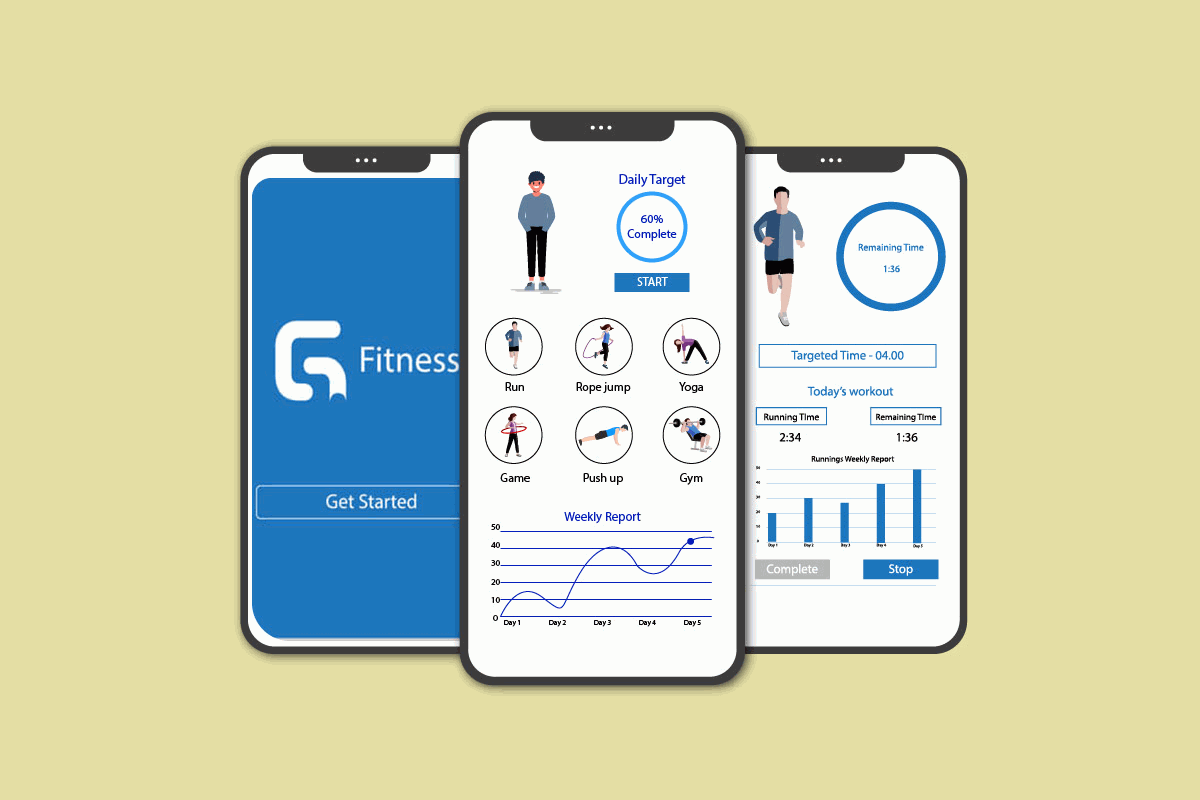 Fitness
Get Started
Daily Target
60%
Complete
START
Run
Rope jump
Yoga
Game
Push up
Gym
Weekly Report
50
40
30
20
10
0
Day 1 Day 2 Day 3 Day 4 Day 5
Remaining Time
1:36
Targeted Time - 04.00
Today's workout
Running TIme
Remaining TIme
2:34
1:36
Runnings Weekly Report
50
40
30
20
10
0
Day 1 Day 2 Day 3 Day 4 Day 5
Complete
Stop